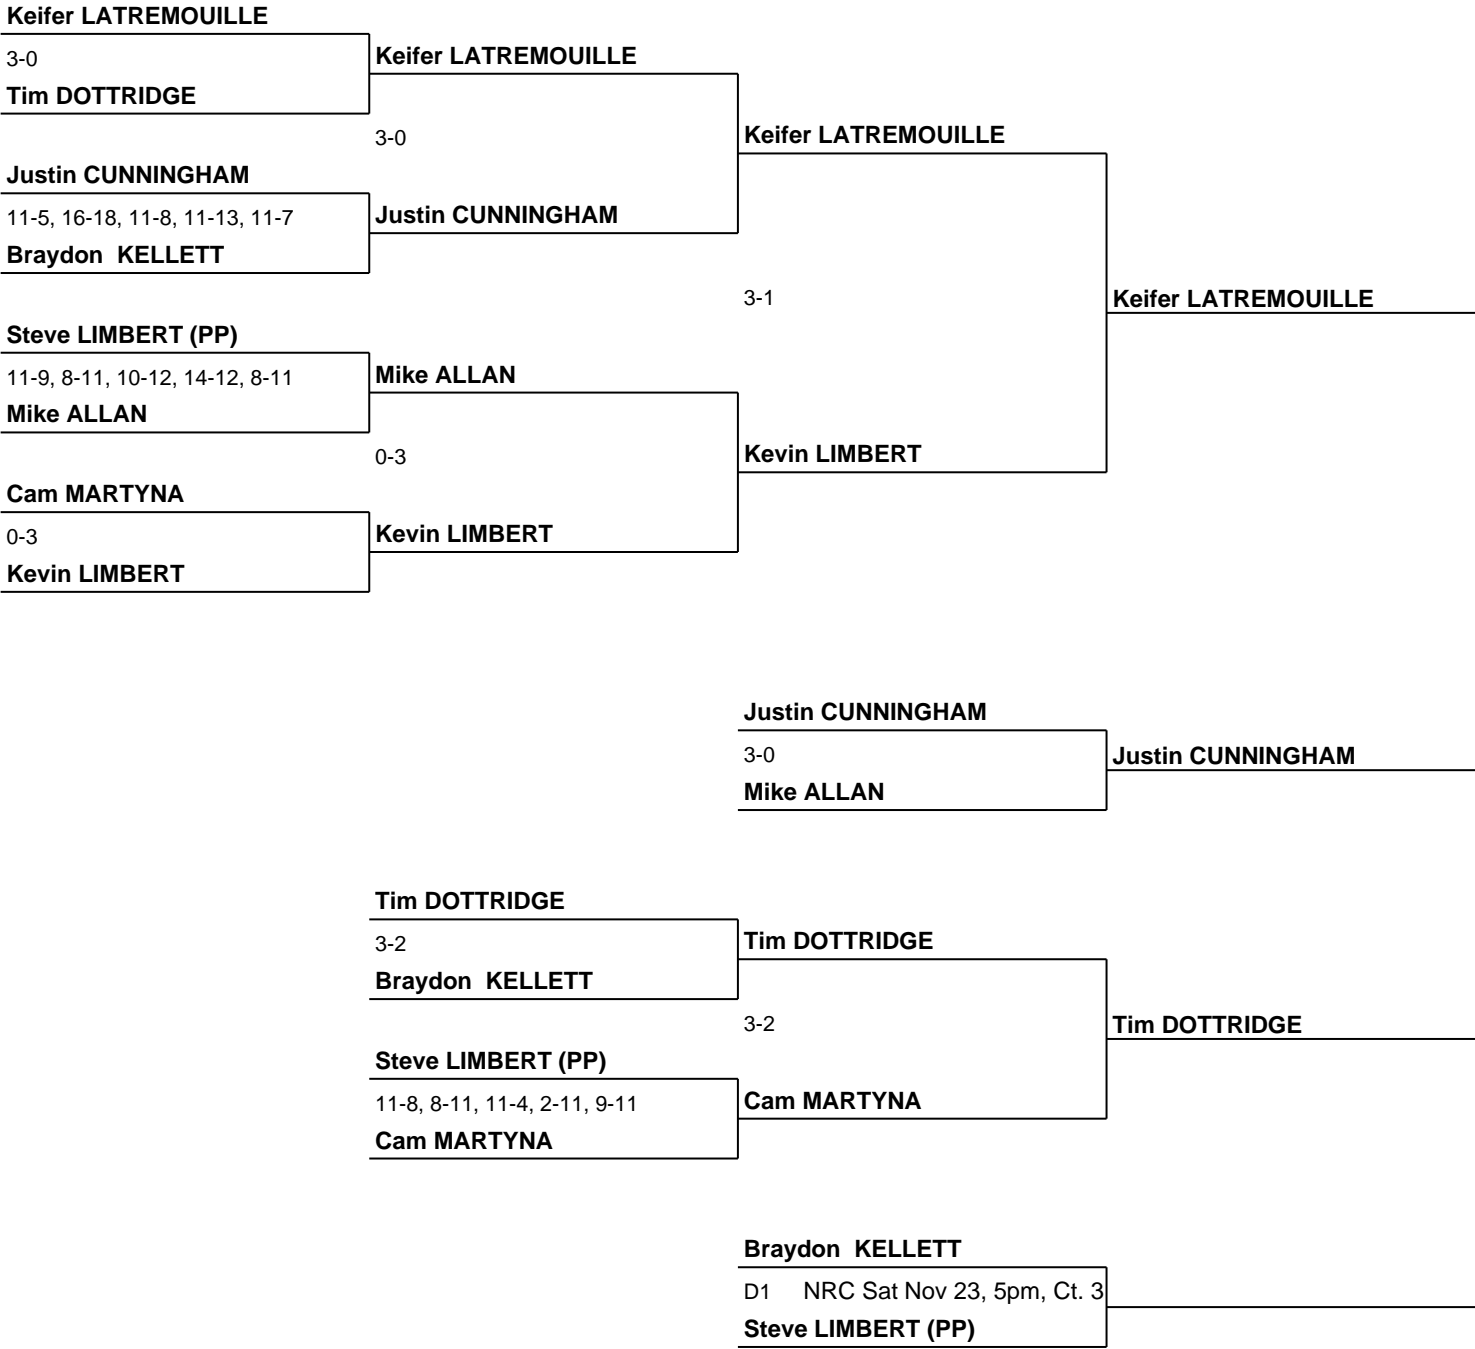 Keifer LATREMOUILLE
3-0
Keifer LATREMOUILLE
Tim DOTTRIDGE
3-0
Keifer LATREMOUILLE
Justin CUNNINGHAM
11-5, 16-18, 11-8, 11-13, 11-7
Justin CUNNINGHAM
Braydon  KELLETT
3-1
Keifer LATREMOUILLE
Steve LIMBERT (PP)
11-9, 8-11, 10-12, 14-12, 8-11
Mike ALLAN
Mike ALLAN
0-3
Kevin LIMBERT
Cam MARTYNA
0-3
Kevin LIMBERT
Kevin LIMBERT
Justin CUNNINGHAM
3-0
Justin CUNNINGHAM
Mike ALLAN
Tim DOTTRIDGE
3-2
Tim DOTTRIDGE
Braydon  KELLETT
3-2
Tim DOTTRIDGE
Steve LIMBERT (PP)
11-8, 8-11, 11-4, 2-11, 9-11
Cam MARTYNA
Cam MARTYNA
Braydon  KELLETT
D1 NRC Sat Nov 23, 5pm, Ct. 3
Steve LIMBERT (PP)